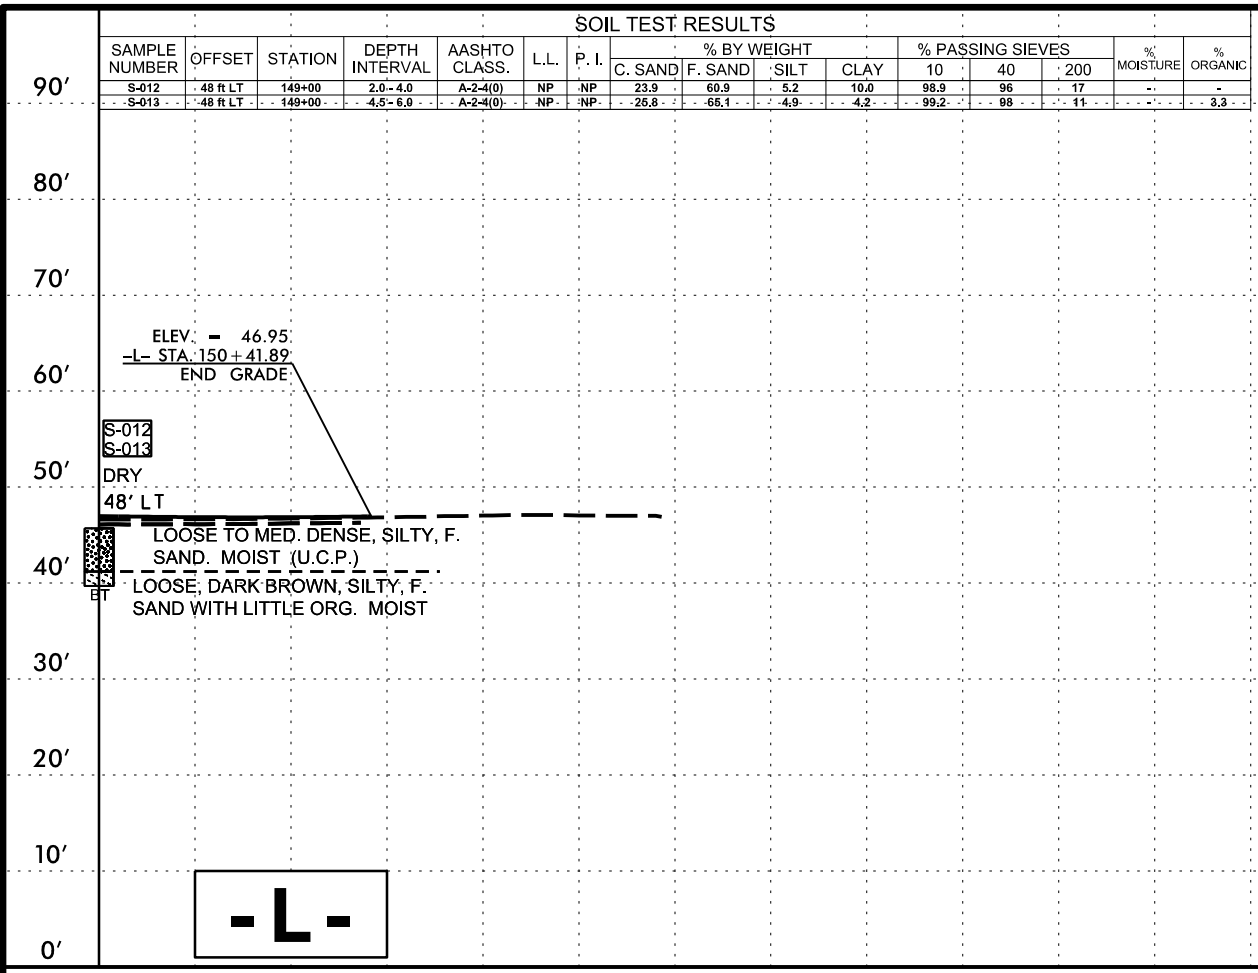 SOIL TEST RESULTS
SAMPLE NUMBER OFFSET STATION DEPTH INTERVAL AASHTO CLASS. L.L. P. I. % BY WEIGHT % PASSING SIEVES % MOISTURE % ORGANIC
C. SAND F. SAND SILT CLAY 10 40 200
S-012 48 ft LT 149+00 2.0 - 4.0 A-2-4(0) NP NP 23.9 60.9 5.2 10.0 98.9 96 17 - -
S-013 48 ft LT 149+00 4.5 - 6.0 A-2-4(0) NP NP 25.8 65.1 4.9 4.2 99.2 98 11 - 3.3
90'
80'
70'
ELEV. = 46.95
-L- STA. 150+41.89
END GRADE
60'
S-012
S-013
50'
DRY
48' LT
LOOSE TO MED. DENSE, SILTY, F.
SAND. MOIST (U.C.P.)
40'
LOOSE, DARK BROWN, SILTY, F.
BT
SAND WITH LITTLE ORG. MOIST
30'
20'
10'
-L-
0'